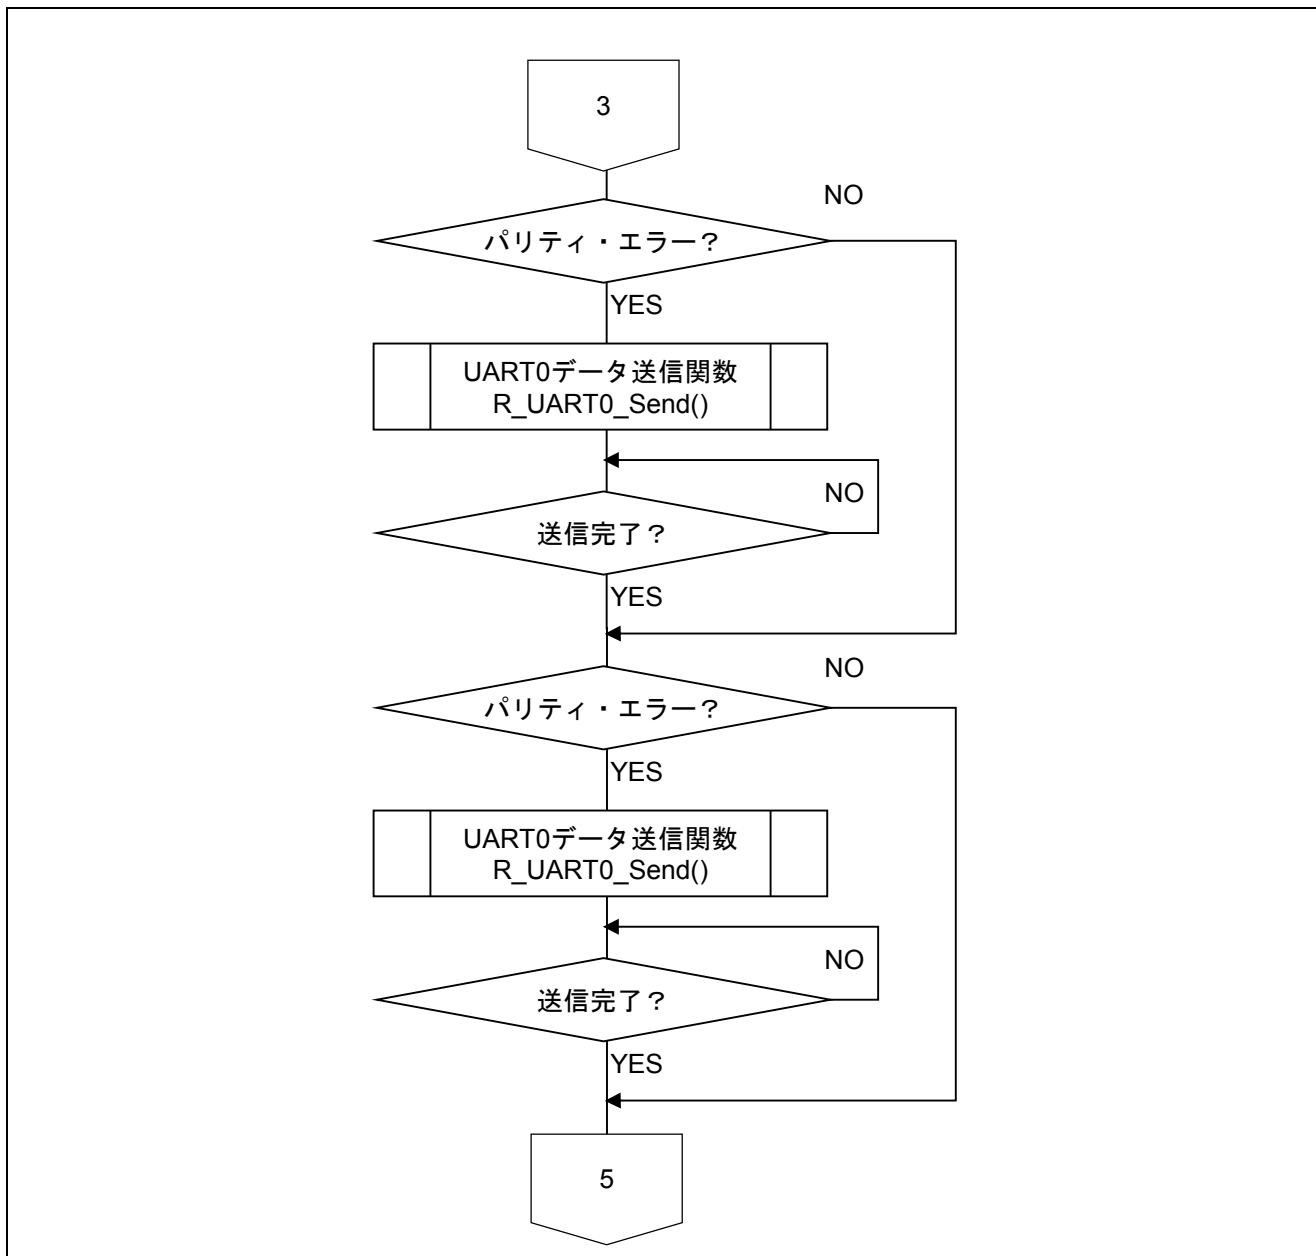 3
NO
パリティ・エラー？
YES
UART0データ送信関数
R_UART0_Send()
NO
送信完了？
YES
NO
パリティ・エラー？
YES
UART0データ送信関数
R_UART0_Send()
NO
送信完了？
YES
5